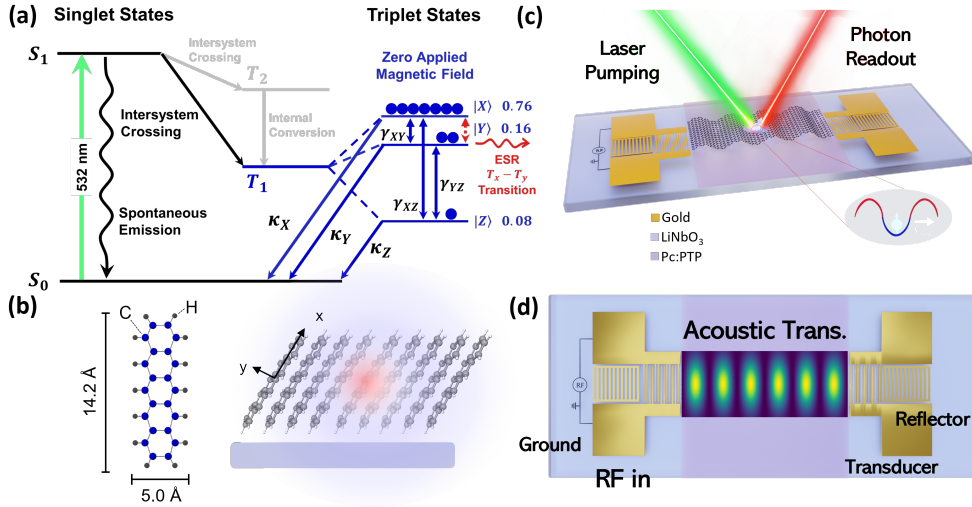 (a)
Singlet States
Triplet States
S₁
Intersystem
Crossing
T₂
Zero Applied
Magnetic Field
Intersystem
Crossing
Internal
Conversion
|X⟩ 0.76
γXY
|Y⟩ 0.16
532 nm
T₁
ESR
Tₓ − Tᵧ
Transition
γYZ
γXZ
Spontaneous
Emission
κX
κY
κZ
|Z⟩ 0.08
S₀
(b)
C
H
14.2 Å
5.0 Å
x
y
(c)
Laser
Pumping
Photon
Readout
RF
Gold
LiNbO₃
Pc:PTP
(d)
Acoustic Trans.
RF
Ground
RF in
Reflector
Transducer